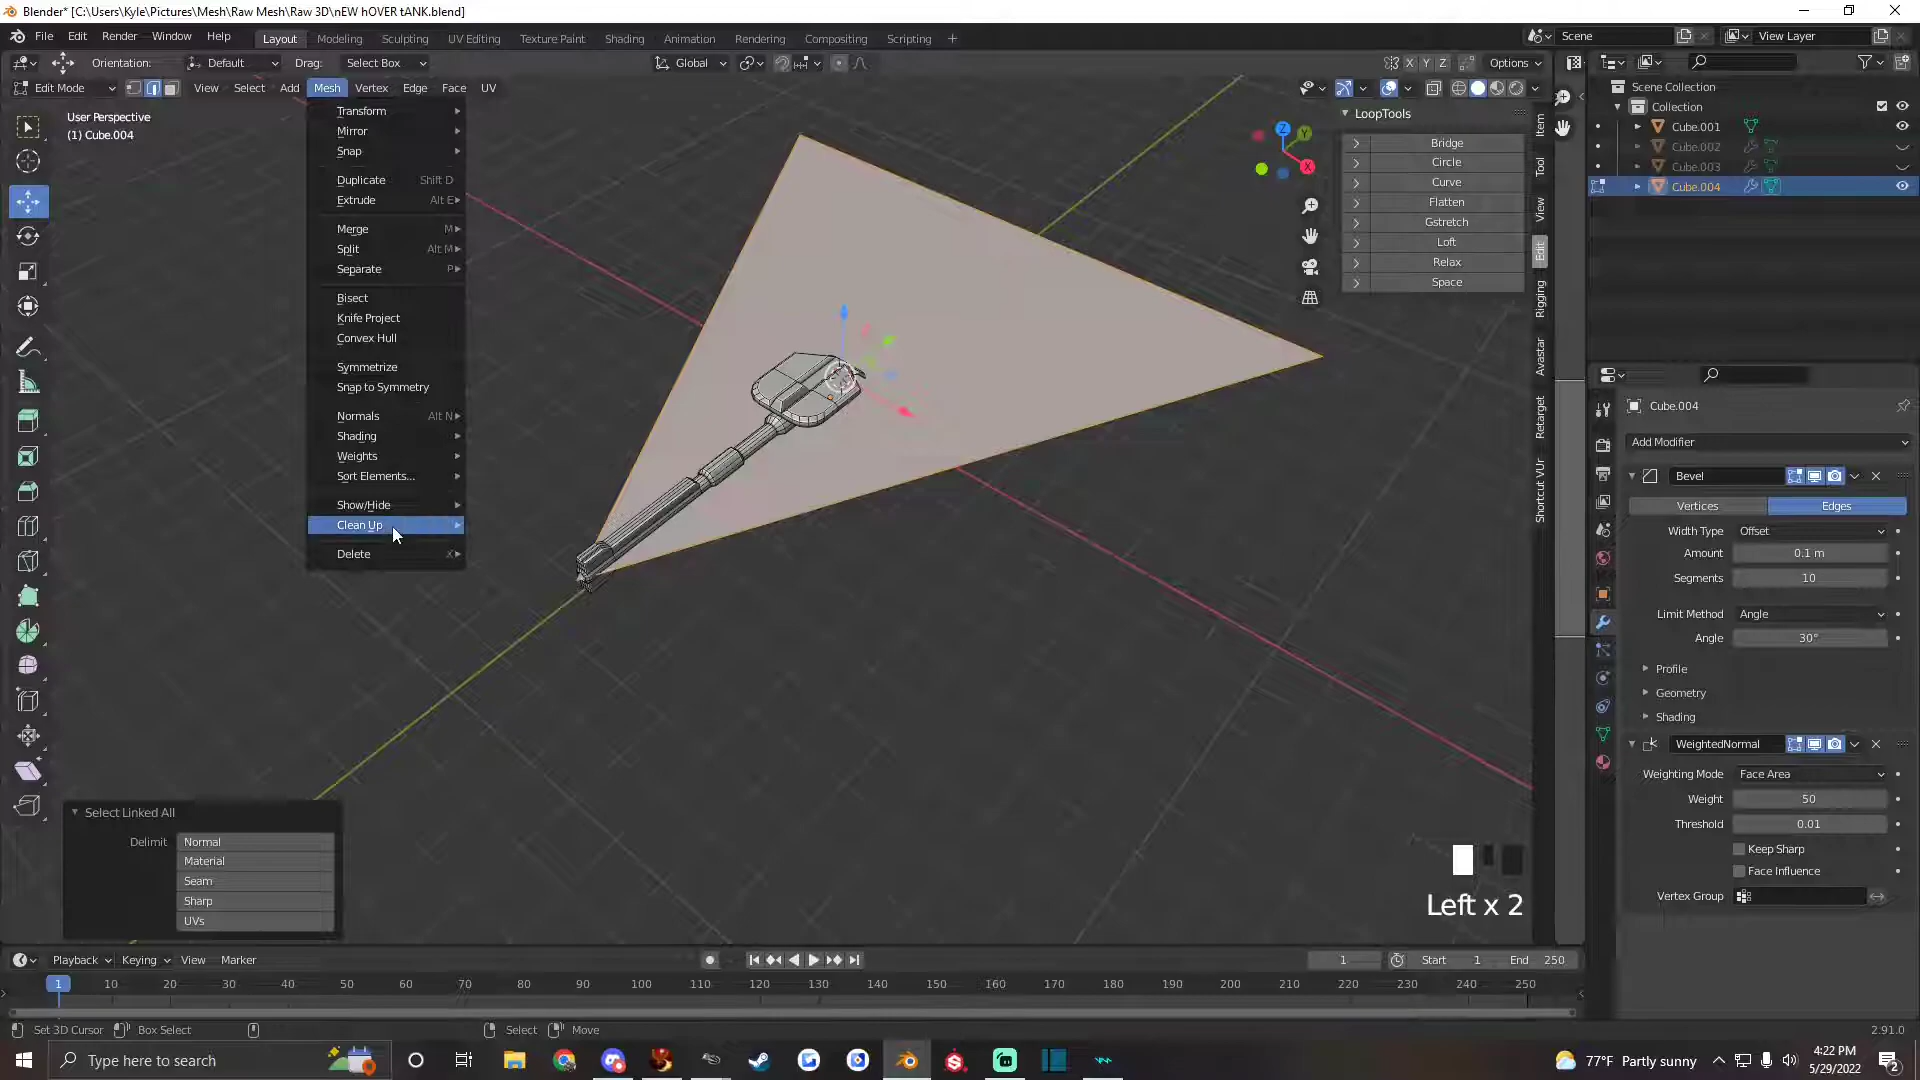 Blender* [C:\Users\Kyle\Pictures\Mesh\Raw Mesh\Raw 3D\nEW hOVER tANK.blend]
File Edit Render Window Help
Layout Modeling Sculpting UV Editing Texture Paint Shading Animation Rendering Compositing Scripting +
Scene
View Layer
Orientation: Default Drag: Select Box
Global
X Y Z Options
Edit Mode View Select Add Mesh Vertex Edge Face UV
User Perspective
(1) Cube.004
Transform
Mirror
Snap
Duplicate Shift D
Extrude Alt E
Merge M
Split Alt M
Separate P
Bisect
Knife Project
Convex Hull
Symmetrize
Snap to Symmetry
Normals Alt N
Shading
Weights
Sort Elements...
Show/Hide
Clean Up
Delete X
Z
Y
X
LoopTools
Bridge
Circle
Curve
Flatten
Gstretch
Loft
Relax
Space
Item
Tool
View
Edit
Rigging
Avastar
Retarget
Shortcut VUr
Scene Collection
Collection
Cube.001
Cube.002
Cube.003
Cube.004
Cube.004
Add Modifier
Bevel
Vertices Edges
Width Type Offset
Amount 0.1 m
Segments 10
Limit Method Angle
Angle 30°
Profile
Geometry
Shading
WeightedNormal
Weighting Mode Face Area
Weight 50
Threshold 0.01
Keep Sharp
Face Influence
Vertex Group
Select Linked All
Delimit Normal
Material
Seam
Sharp
UVs
Left x 2
Playback Keying View Marker
1 Start 1 End 250
1 10 20 30 40 50 60 70 80 90 100 110 120 130 140 150 160 170 180 190 200 210 220 230 240 250
Set 3D Cursor Box Select Select Move
2.91.0
Type here to search
77°F Partly sunny
4:22 PM
5/29/2022
2